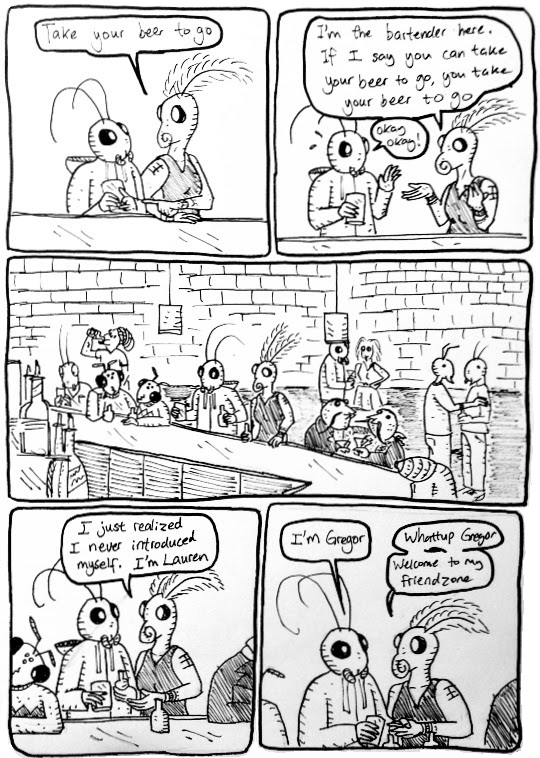 Take your beer to go
I'm the bartender here.
If I say you can take
your beer to go, you take
your beer to go
okay
okay!
I just realized
I never introduced
myself. I'm Lauren
I'm Gregor
Whattup Gregor
Welcome to my
friendzone